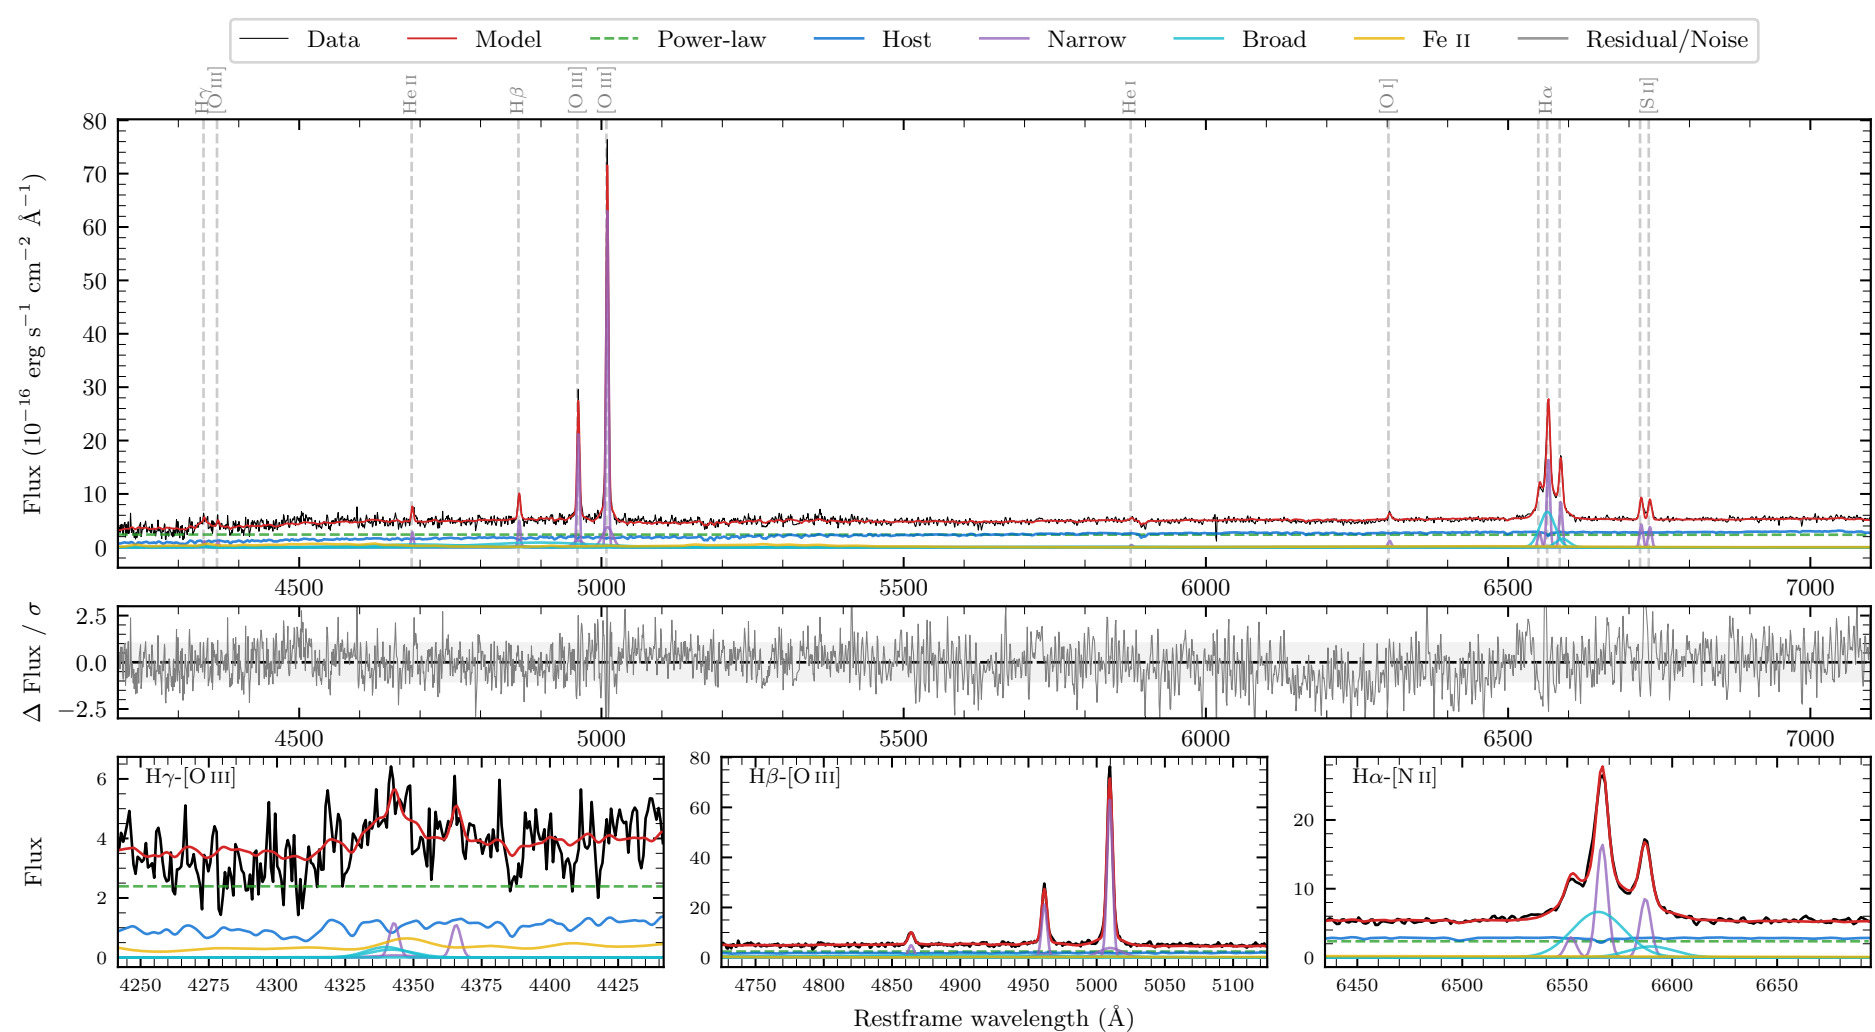 Data Model Power-law Host Narrow Broad Fe II Residual/Noise
Hγ [O III] He II Hβ [O III] [O III] He I [O I] Hα [S II]
Flux (10⁻¹⁶ erg s⁻¹ cm⁻² Å⁻¹)
80
70
60
50
40
30
20
10
0
4500 5000 5500 6000 6500 7000
Δ Flux / σ
2.5
0.0
−2.5
4500 5000 5500 6000 6500 7000
Flux
Hγ-[O III]
6
4
2
0
4250 4275 4300 4325 4350 4375 4400 4425
Hβ-[O III]
80
60
40
20
0
4750 4800 4850 4900 4950 5000 5050 5100
Hα-[N II]
20
10
0
6450 6500 6550 6600 6650
Restframe wavelength (Å)